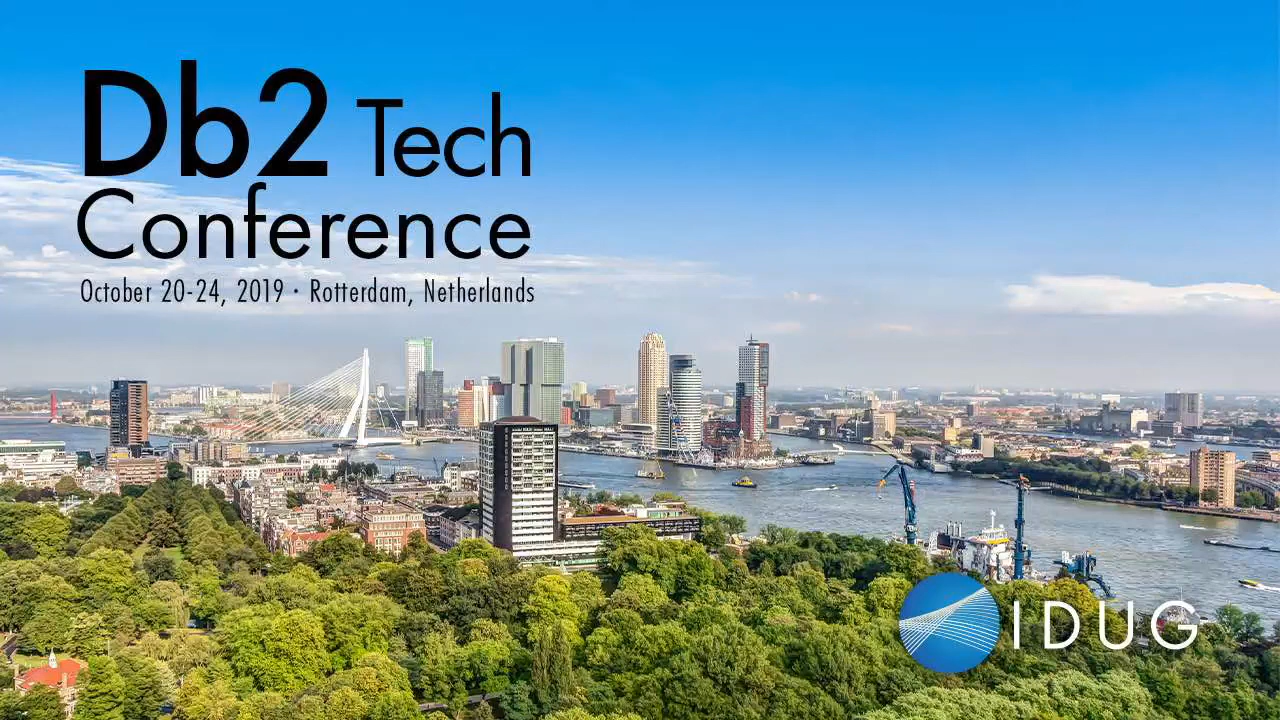 Db2 Tech
Conference
October 20-24, 2019 · Rotterdam, Netherlands
IDUG